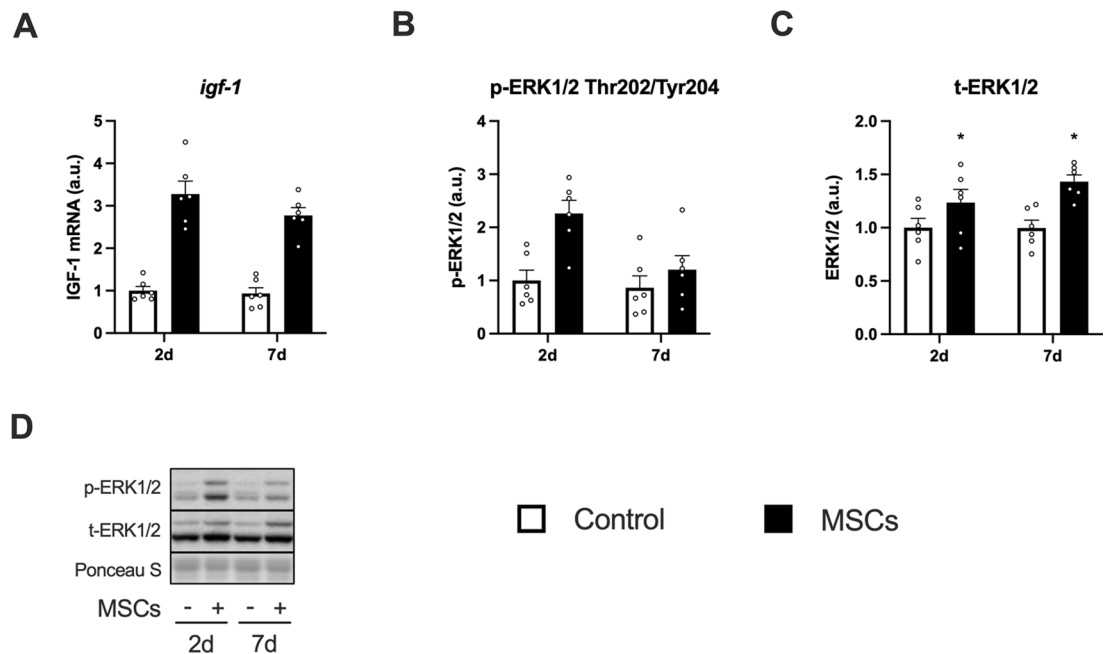 A
B
C
igf-1
p-ERK1/2 Thr202/Tyr204
t-ERK1/2
IGF-1 mRNA (a.u.)
5
4
3
2
1
0
2d 7d
p-ERK1/2 (a.u.)
4
3
2
1
0
2d 7d
ERK1/2 (a.u.)
2.0
1.5
1.0
0.5
0.0
* *
2d 7d
D
p-ERK1/2
t-ERK1/2
Ponceau S
MSCs - + - +
2d 7d
Control
MSCs